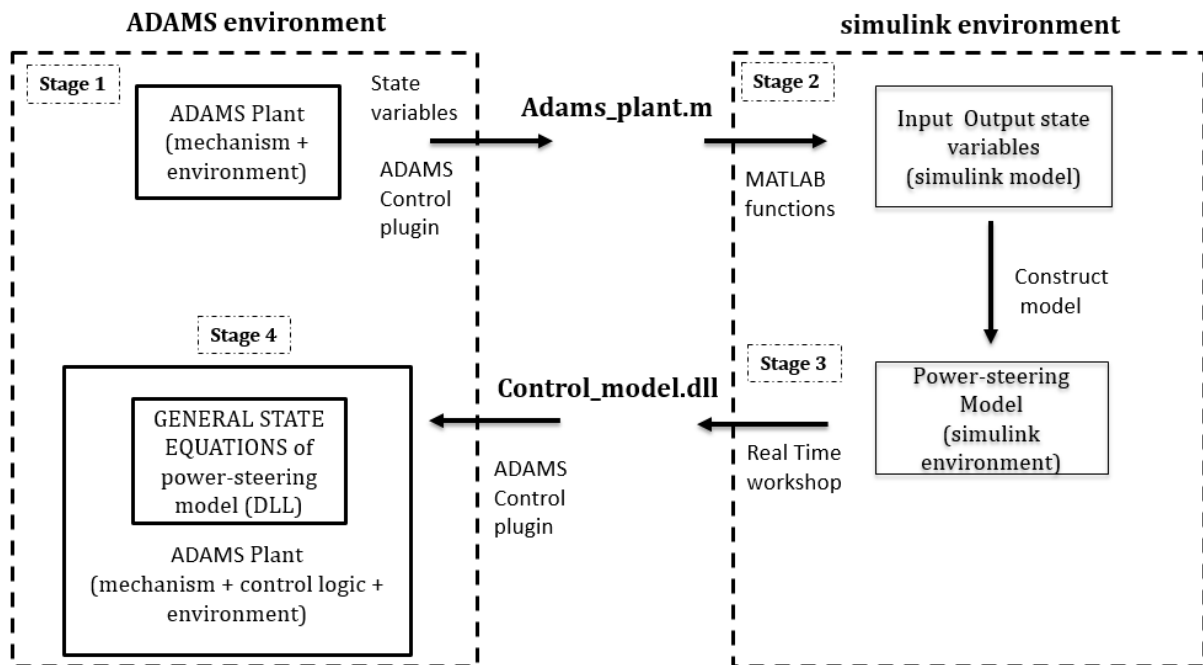 ADAMS environment
simulink environment
Stage 1
ADAMS Plant
(mechanism +
environment)
State
variables
ADAMS
Control
plugin
Adams_plant.m
MATLAB
functions
Stage 2
Input Output state
variables
(simulink model)
Construct
model
Stage 3
Power-steering
Model
(simulink
environment)
Real Time
workshop
Control_model.dll
ADAMS
Control
plugin
Stage 4
GENERAL STATE
EQUATIONS of
power-steering
model (DLL)
ADAMS Plant
(mechanism + control logic +
environment)